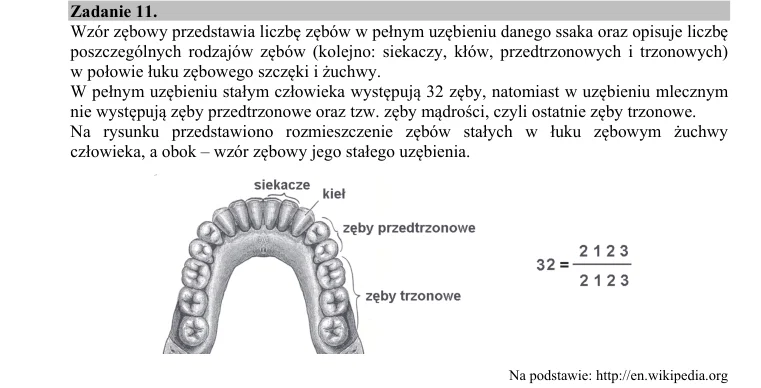 Zadanie 11.
Wzór zębowy przedstawia liczbę zębów w pełnym uzębieniu danego ssaka oraz opisuje liczbę
poszczególnych rodzajów zębów (kolejno: siekaczy, kłów, przedtrzonowych i trzonowych)
w połowie łuku zębowego szczęki i żuchwy.
W pełnym uzębieniu stałym człowieka występują 32 zęby, natomiast w uzębieniu mlecznym
nie występują zęby przedtrzonowe oraz tzw. zęby mądrości, czyli ostatnie zęby trzonowe.
Na rysunku przedstawiono rozmieszczenie zębów stałych w łuku zębowym żuchwy
człowieka, a obok – wzór zębowy jego stałego uzębienia.
siekacze
kieł
zęby przedtrzonowe
zęby trzonowe
2 1 2 3
32 =
2 1 2 3
Na podstawie: http://en.wikipedia.org